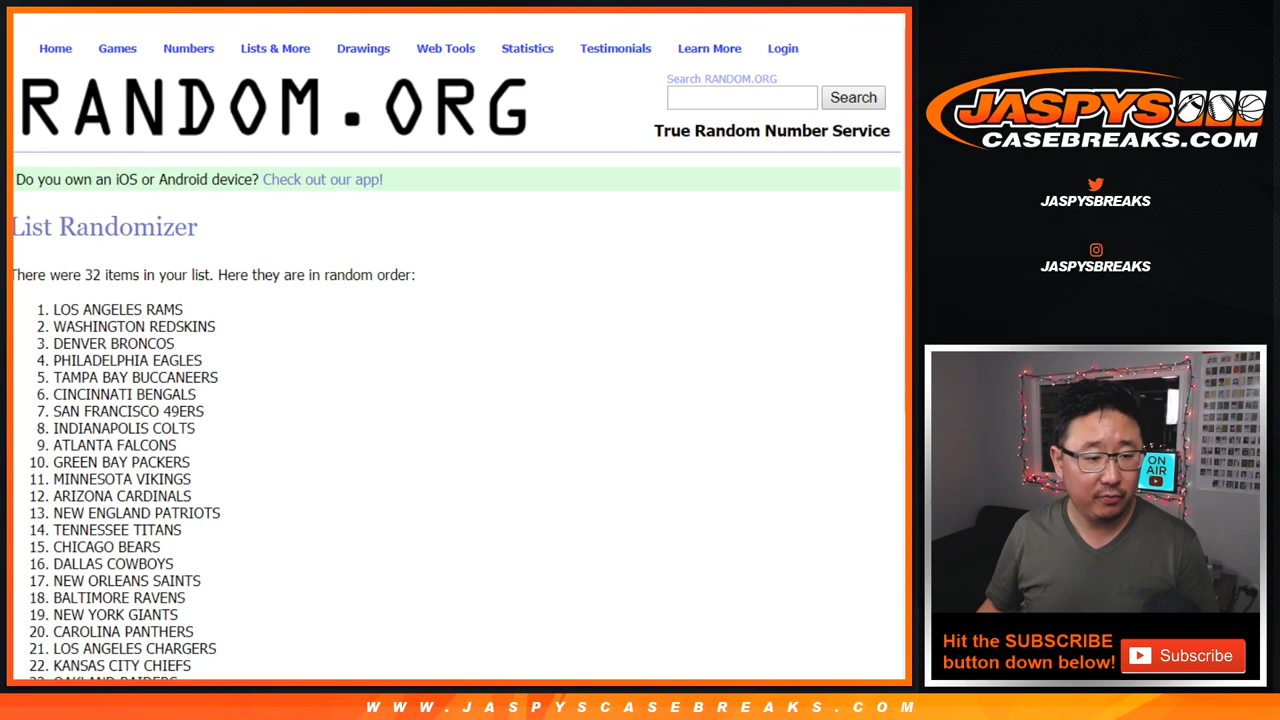 Home Games Numbers Lists & More Drawings Web Tools Statistics Testimonials Learn More Login
RANDOM.ORG
Search RANDOM.ORG
Search
True Random Number Service
Do you own an iOS or Android device? Check out our app!
List Randomizer
There were 32 items in your list. Here they are in random order:
1. LOS ANGELES RAMS
2. WASHINGTON REDSKINS
3. DENVER BRONCOS
4. PHILADELPHIA EAGLES
5. TAMPA BAY BUCCANEERS
6. CINCINNATI BENGALS
7. SAN FRANCISCO 49ERS
8. INDIANAPOLIS COLTS
9. ATLANTA FALCONS
10. GREEN BAY PACKERS
11. MINNESOTA VIKINGS
12. ARIZONA CARDINALS
13. NEW ENGLAND PATRIOTS
14. TENNESSEE TITANS
15. CHICAGO BEARS
16. DALLAS COWBOYS
17. NEW ORLEANS SAINTS
18. BALTIMORE RAVENS
19. NEW YORK GIANTS
20. CAROLINA PANTHERS
21. LOS ANGELES CHARGERS
22. KANSAS CITY CHIEFS
23. OAKLAND RAIDERS
JASPYS
CASEBREAKS.COM
JASPYSBREAKS
JASPYSBREAKS
ON
AIR
Hit the SUBSCRIBE
button down below!
Subscribe
WWW.JASPYSCASEBREAKS.COM